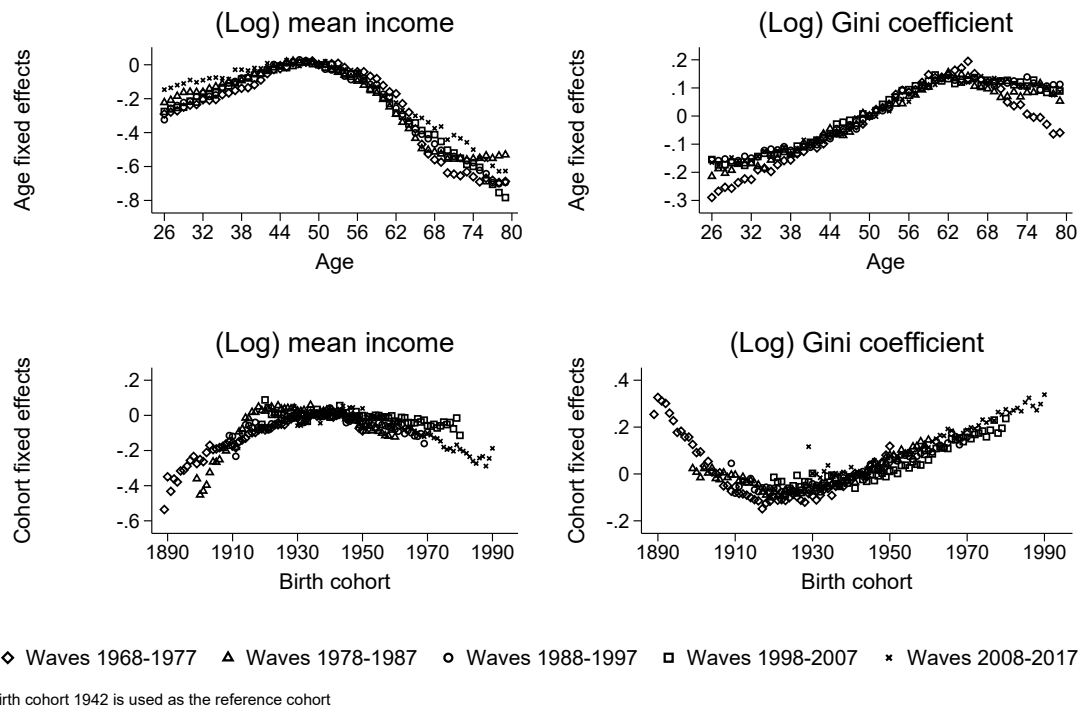 (Log) mean income
(Log) Gini coefficient
Age fixed effects
0
-.2
-.4
-.6
-.8
26 32 38 44 50 56 62 68 74 80
Age
Age fixed effects
.2
.1
0
-.1
-.2
-.3
26 32 38 44 50 56 62 68 74 80
Age
(Log) mean income
(Log) Gini coefficient
Cohort fixed effects
.2
0
-.2
-.4
-.6
1890 1910 1930 1950 1970 1990
Birth cohort
Cohort fixed effects
.4
.2
0
-.2
1890 1910 1930 1950 1970 1990
Birth cohort
Waves 1968-1977 Waves 1978-1987 Waves 1988-1997 Waves 1998-2007 Waves 2008-2017
irth cohort 1942 is used as the reference cohort